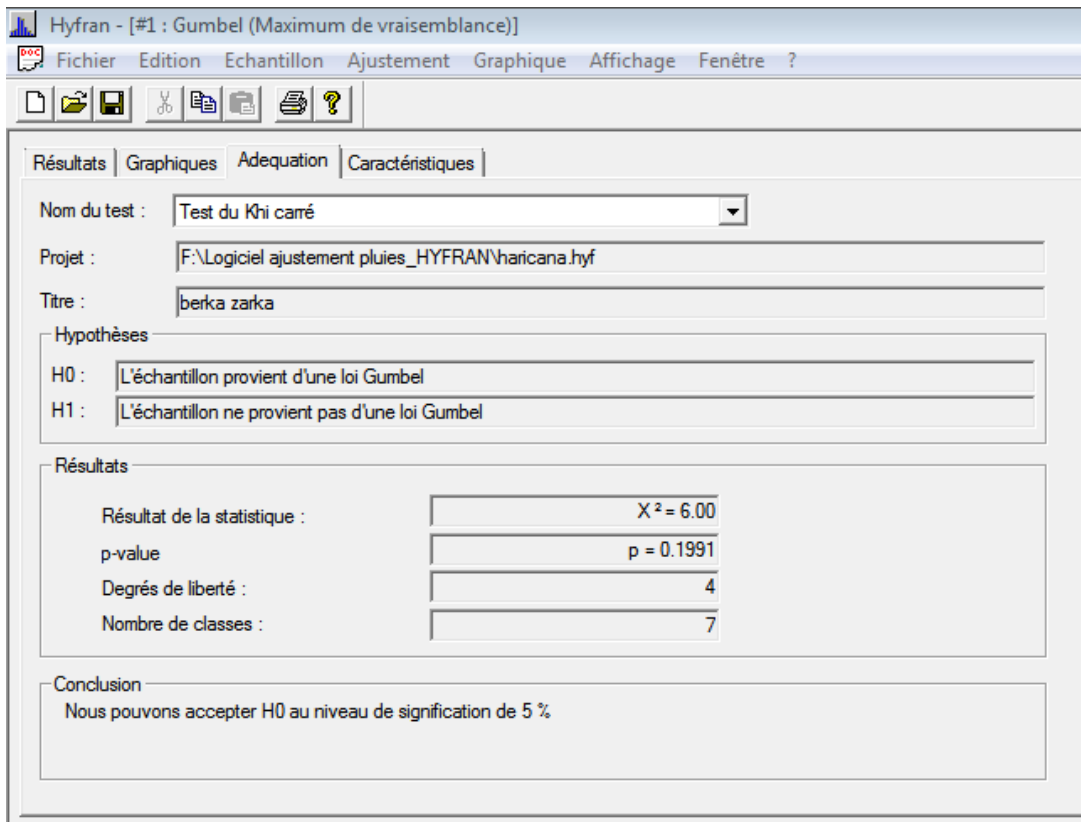 Hyfran - [#1 : Gumbel (Maximum de vraisemblance)]
DOC Fichier Edition Echantillon Ajustement Graphique Affichage Fenêtre ?
Résultats Graphiques Adequation Caractéristiques
Nom du test : Test du Khi carré
Projet : F:\Logiciel ajustement pluies_HYFRAN\haricana.hyf
Titre : berka zarka
Hypothèses
H0 : L'échantillon provient d'une loi Gumbel
H1 : L'échantillon ne provient pas d'une loi Gumbel
Résultats
Résultat de la statistique : X² = 6.00
p-value p = 0.1991
Degrés de liberté : 4
Nombre de classes : 7
Conclusion
Nous pouvons accepter H0 au niveau de signification de 5 %